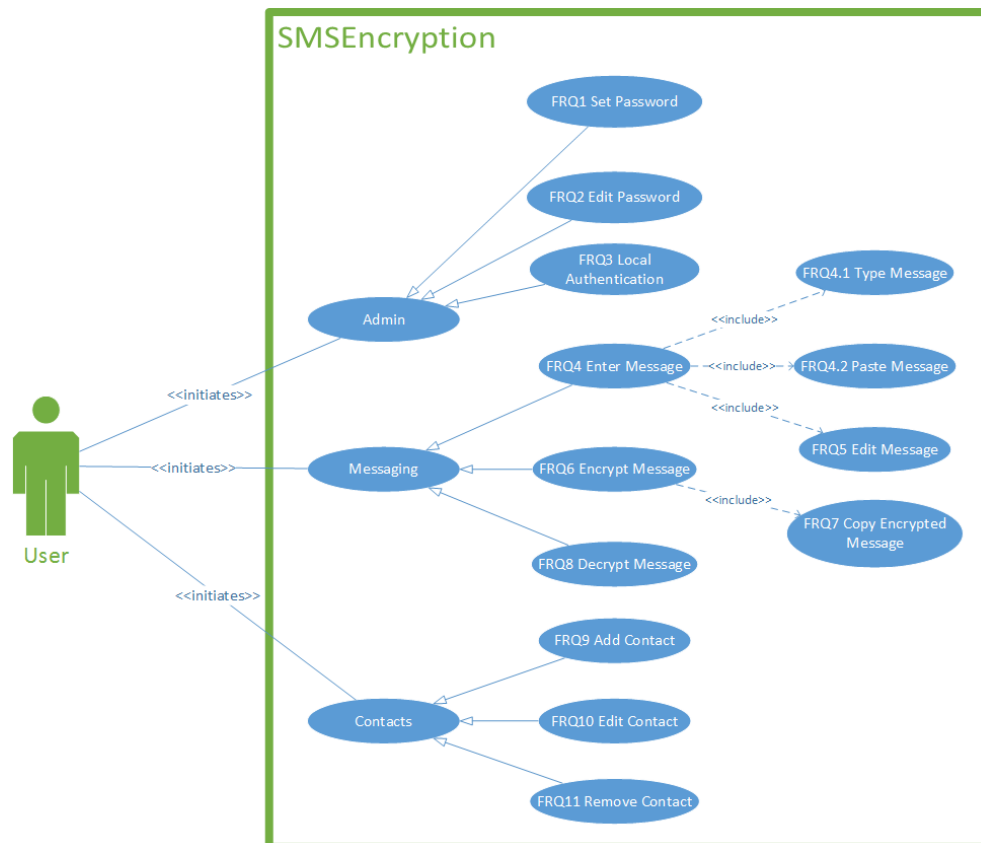 SMSEncryption
FRQ1 Set Password
FRQ2 Edit Password
FRQ3 Local
Authentication
FRQ4.1 Type Message
<<include>>
Admin
FRQ4 Enter Message
<<include>>
FRQ4.2 Paste Message
<<initiates>>
<<include>>
FRQ5 Edit Message
<<initiates>>
Messaging
FRQ6 Encrypt Message
<<include>>
FRQ7 Copy Encrypted
Message
User
FRQ8 Decrypt Message
<<initiates>>
FRQ9 Add Contact
Contacts
FRQ10 Edit Contact
FRQ11 Remove Contact